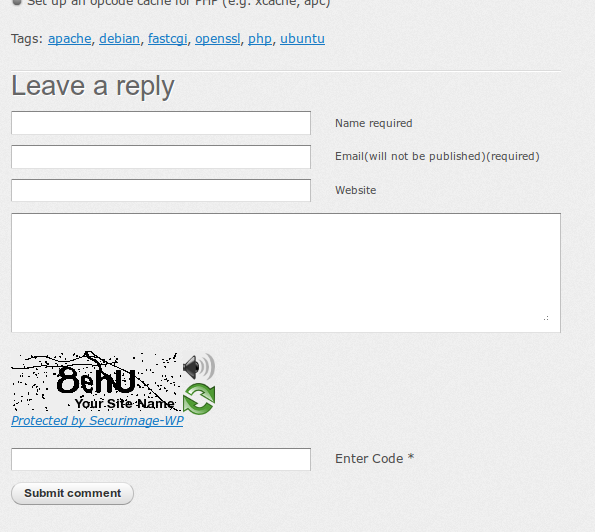 Set up an opcode cache for PHP (e.g. xcache, apc)
Tags: apache, debian, fastcgi, openssl, php, ubuntu
Leave a reply
Name required
Email(will not be published)(required)
Website
8ehU
Your Site Name
Protected by Securimage-WP
Enter Code *
Submit comment